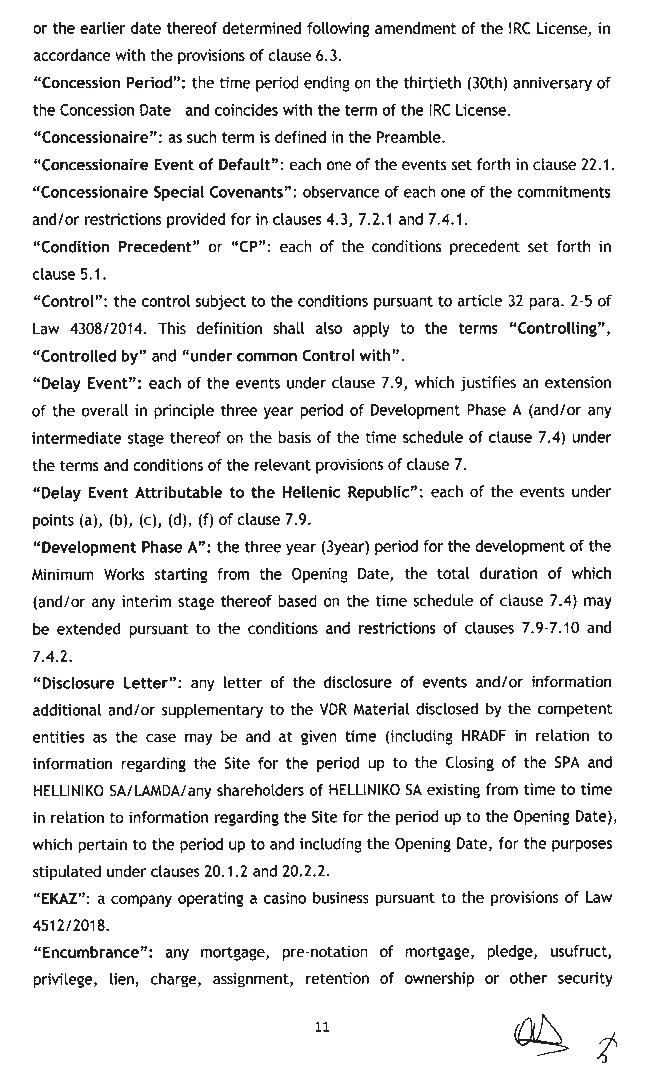 or the earlier date thereof determined following amendment of the IRC License, in
accordance with the provisions of clause 6.3.
“Concession Period”: the time period ending on the thirtieth (30th) anniversary of
the Concession Date and coincides with the term of the IRC License.
“Concessionaire”: as such term is defined in the Preamble.
“Concessionaire Event of Default”: each one of the events set forth in clause 22.1.
“Concessionaire Special Covenants”: observance of each one of the commitments
and/or restrictions provided for in clauses 4.3, 7.2.1 and 7.4.1.
“Condition Precedent” or “CP”: each of the conditions precedent set forth in
clause 5.1.
“Control”: the control subject to the conditions pursuant to article 32 para. 2-5 of
Law 4308/2014. This definition shall also apply to the terms “Controlling”,
“Controlled by” and “under common Control with”.
“Delay Event”: each of the events under clause 7.9, which justifies an extension
of the overall in principle three year period of Development Phase A (and/or any
intermediate stage thereof on the basis of the time schedule of clause 7.4) under
the terms and conditions of the relevant provisions of clause 7.
“Delay Event Attributable to the Hellenic Republic”: each of the events under
points (a), (b), (c), (d), (f) of clause 7.9.
“Development Phase A”: the three year (3year) period for the development of the
Minimum Works starting from the Opening Date, the total duration of which
(and/or any interim stage thereof based on the time schedule of clause 7.4) may
be extended pursuant to the conditions and restrictions of clauses 7.9-7.10 and
7.4.2.
“Disclosure Letter”: any letter of the disclosure of events and/or information
additional and/or supplementary to the VDR Material disclosed by the competent
entities as the case may be and at given time (including HRADF in relation to
information regarding the Site for the period up to the Closing of the SPA and
HELLINIKO SA/LAMDA/any shareholders of HELLINIKO SA existing from time to time
in relation to information regarding the Site for the period up to the Opening Date),
which pertain to the period up to and including the Opening Date, for the purposes
stipulated under clauses 20.1.2 and 20.2.2.
“EKAZ”: a company operating a casino business pursuant to the provisions of Law
4512/2018.
“Encumbrance”: any mortgage, pre-notation of mortgage, pledge, usufruct,
privilege, lien, charge, assignment, retention of ownership or other security
11